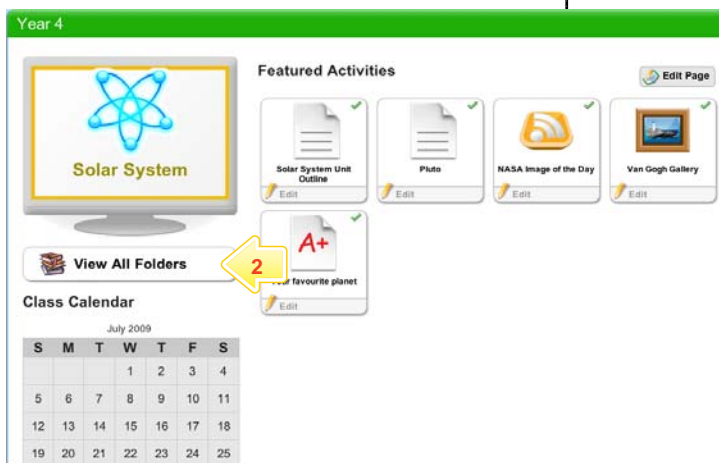 Year 4
Solar System
View All Folders
Class Calendar
July 2009
S M T W T F S
1 2 3 4
5 6 7 8 9 10 11
12 13 14 15 16 17 18
19 20 21 22 23 24 25
Featured Activities
Edit Page
Solar System Unit
Outline
Edit
Pluto
Edit
NASA Image of the Day
Edit
Van Gogh Gallery
Edit
A+
favourite planet
Edit
2